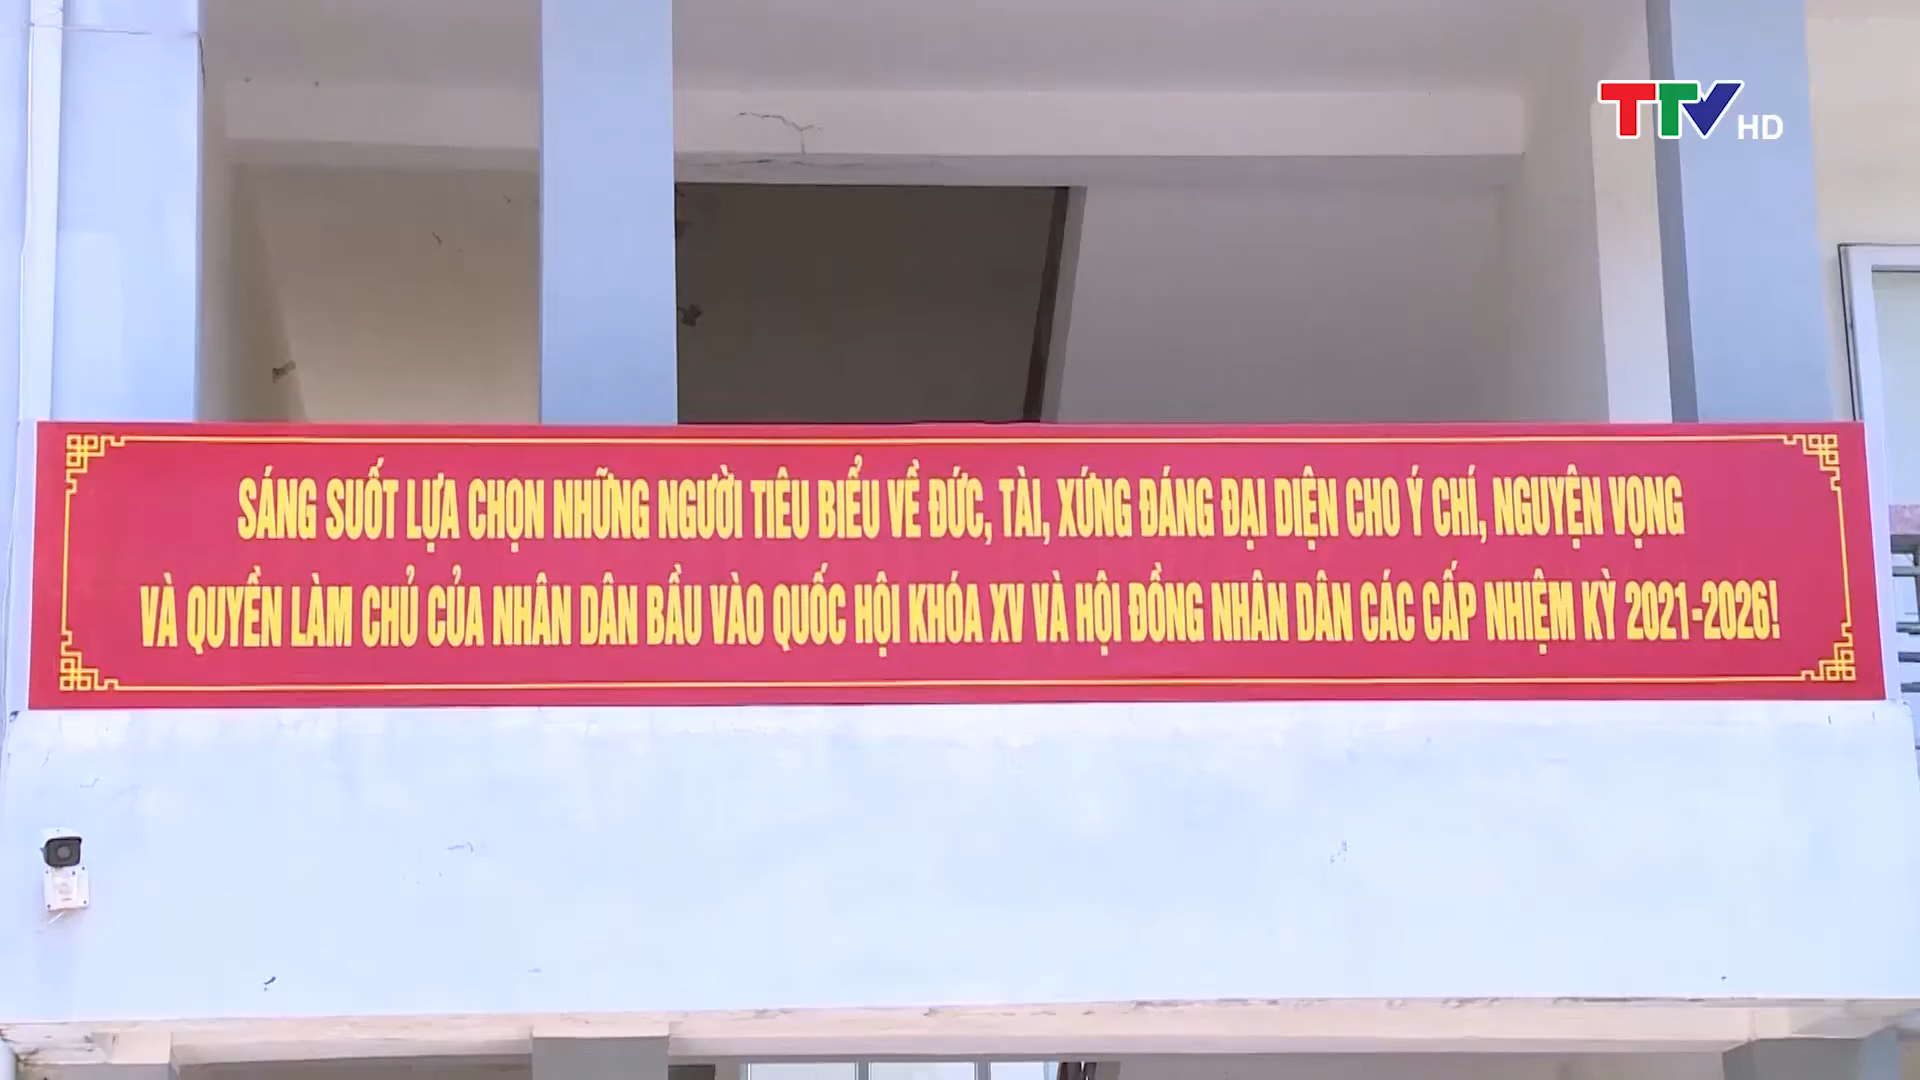 TTV HD
SÁNG SUỐT LỰA CHỌN NHỮNG NGƯỜI TIÊU BIỂU VỀ ĐỨC, TÀI, XỨNG ĐÁNG ĐẠI DIỆN CHO Ý CHÍ, NGUYỆN VỌNG
VÀ QUYỀN LÀM CHỦ CỦA NHÂN DÂN BẦU VÀO QUỐC HỘI KHÓA XV VÀ HỘI ĐỒNG NHÂN DÂN CÁC CẤP NHIỆM KỲ 2021-2026!